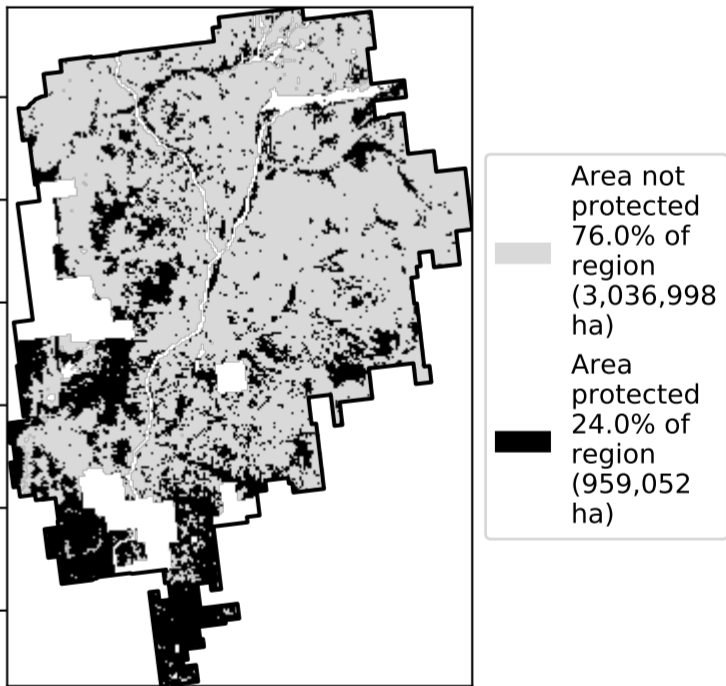 Area not
protected
76.0% of
region
(3,036,998
ha)
Area
protected
24.0% of
region
(959,052
ha)